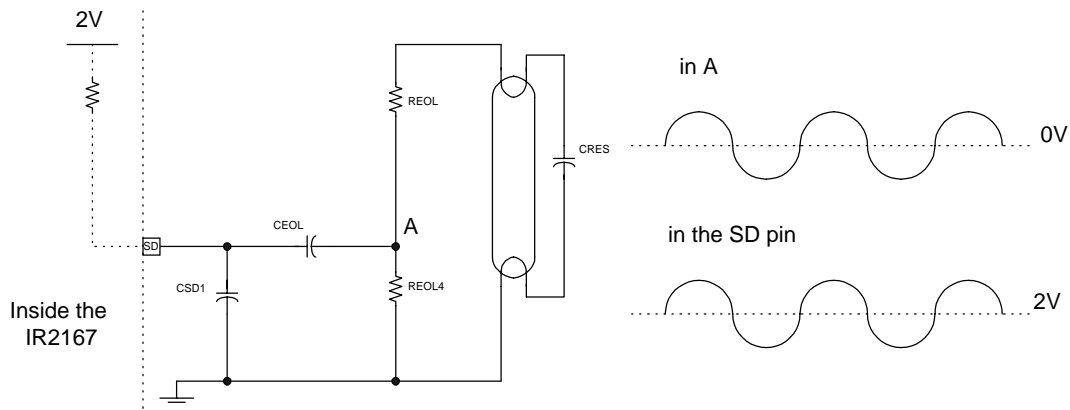 2V
in A
REOL
CRES
0V
A
CEOL
SD
in the SD pin
CSD1
REOL4
2V
Inside the
IR2167